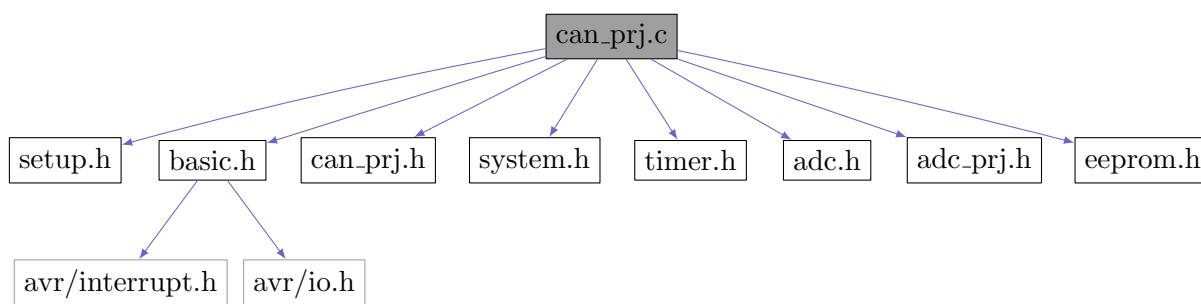 can_prj.c
setup.h
basic.h
can_prj.h
system.h
timer.h
adc.h
adc_prj.h
eeprom.h
avr/interrupt.h
avr/io.h